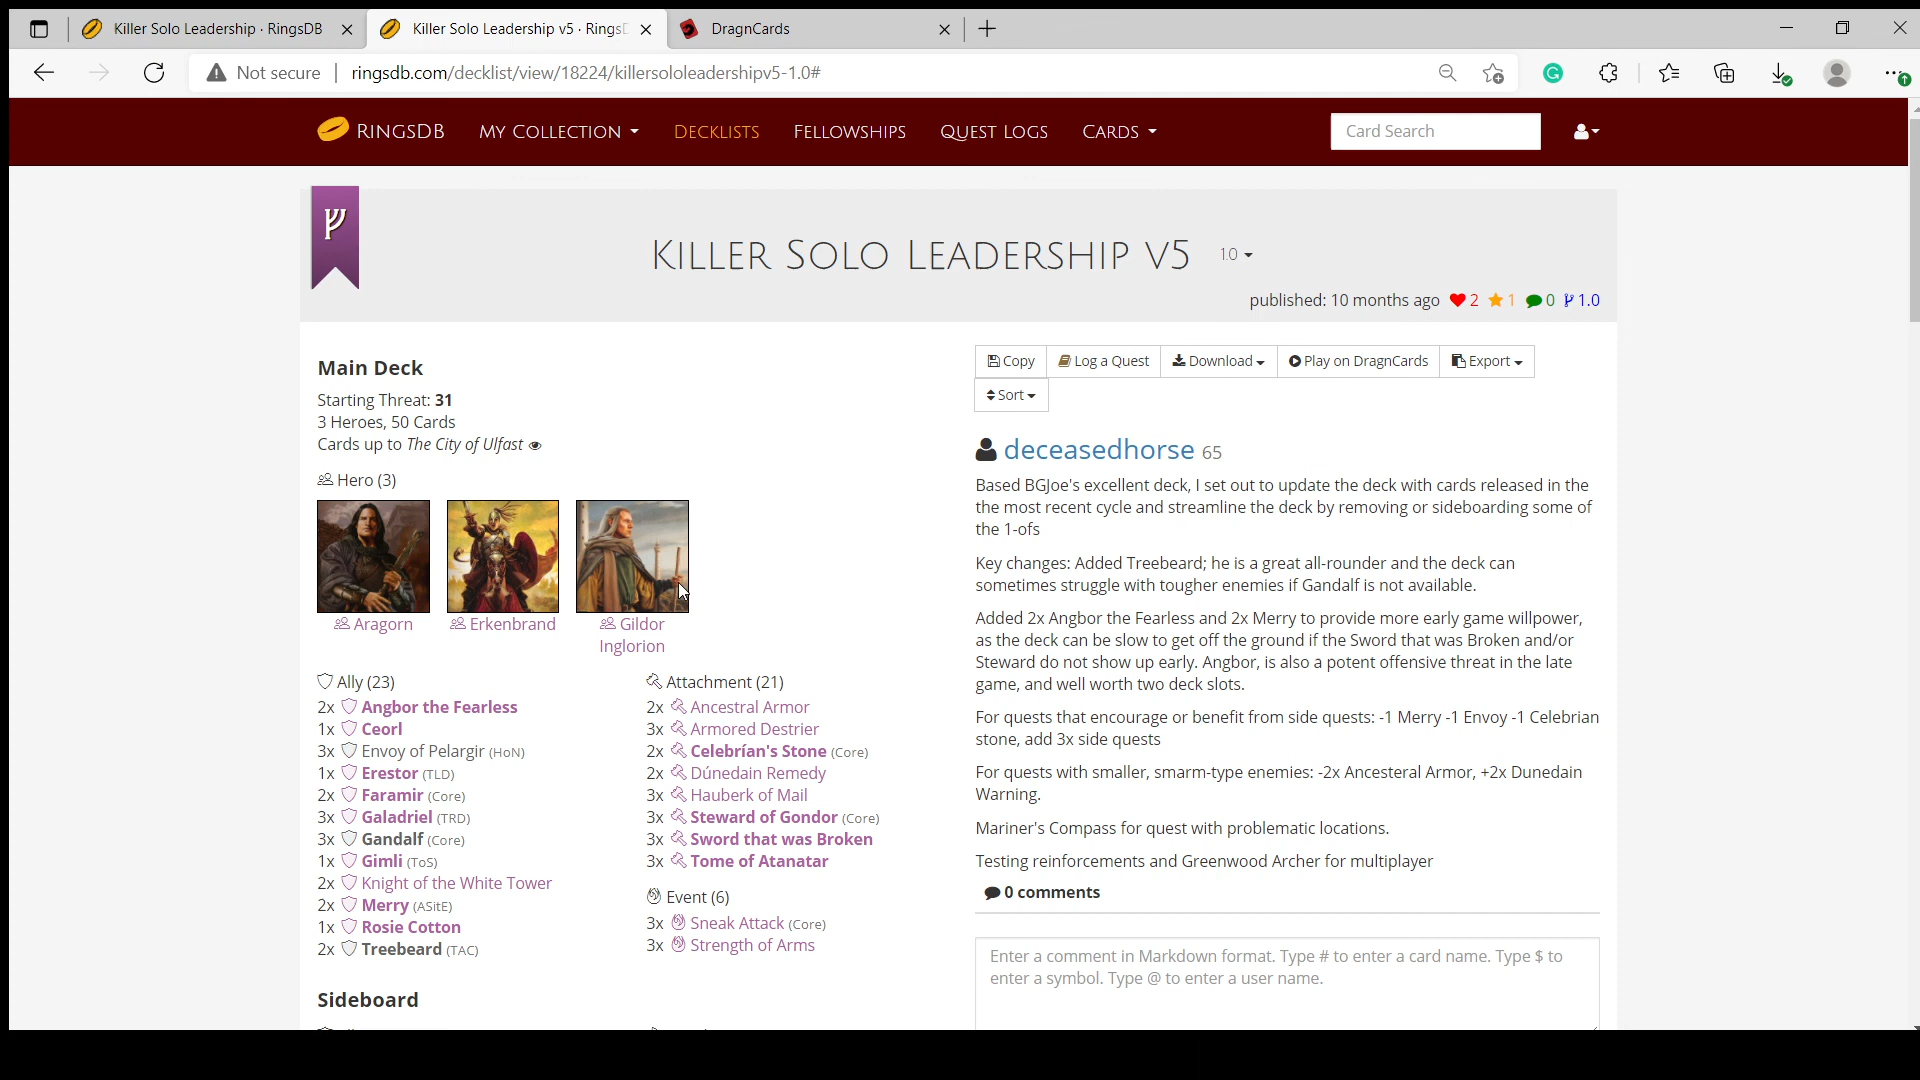 Killer Solo Leadership · RingsDB
Killer Solo Leadership v5 · RingsD
DragnCards
Not secure
ringsdb.com/decklist/view/18224/killersololeadershipv5-1.0#
RINGSDB
MY COLLECTION
DECKLISTS
FELLOWSHIPS
QUEST LOGS
CARDS
Card Search
KILLER SOLO LEADERSHIP V5
1.0
published: 10 months ago 2 1 0 1.0
Main Deck
Starting Threat: 31
3 Heroes, 50 Cards
Cards up to The City of Ulfast
Hero (3)
Aragorn
Erkenbrand
Gildor
Inglorion
Ally (23)
2x Angbor the Fearless
1x Ceorl
3x Envoy of Pelargir (HoN)
1x Erestor (TLD)
2x Faramir (Core)
3x Galadriel (TRD)
3x Gandalf (Core)
1x Gimli (ToS)
2x Knight of the White Tower
2x Merry (ASitE)
1x Rosie Cotton
2x Treebeard (TAC)
Attachment (21)
2x Ancestral Armor
3x Armored Destrier
2x Celebrían's Stone (Core)
2x Dúnedain Remedy
3x Hauberk of Mail
3x Steward of Gondor (Core)
3x Sword that was Broken
3x Tome of Atanatar
Event (6)
3x Sneak Attack (Core)
3x Strength of Arms
Sideboard
Copy
Log a Quest
Download
Play on DragnCards
Export
Sort
deceasedhorse 65
Based BGJoe's excellent deck, I set out to update the deck with cards released in the
the most recent cycle and streamline the deck by removing or sideboarding some of
the 1-ofs
Key changes: Added Treebeard; he is a great all-rounder and the deck can
sometimes struggle with tougher enemies if Gandalf is not available.
Added 2x Angbor the Fearless and 2x Merry to provide more early game willpower,
as the deck can be slow to get off the ground if the Sword that was Broken and/or
Steward do not show up early. Angbor, is also a potent offensive threat in the late
game, and well worth two deck slots.
For quests that encourage or benefit from side quests: -1 Merry -1 Envoy -1 Celebrian
stone, add 3x side quests
For quests with smaller, smarm-type enemies: -2x Ancesteral Armor, +2x Dunedain
Warning.
Mariner's Compass for quest with problematic locations.
Testing reinforcements and Greenwood Archer for multiplayer
0 comments
Enter a comment in Markdown format. Type # to enter a card name. Type $ to
enter a symbol. Type @ to enter a user name.